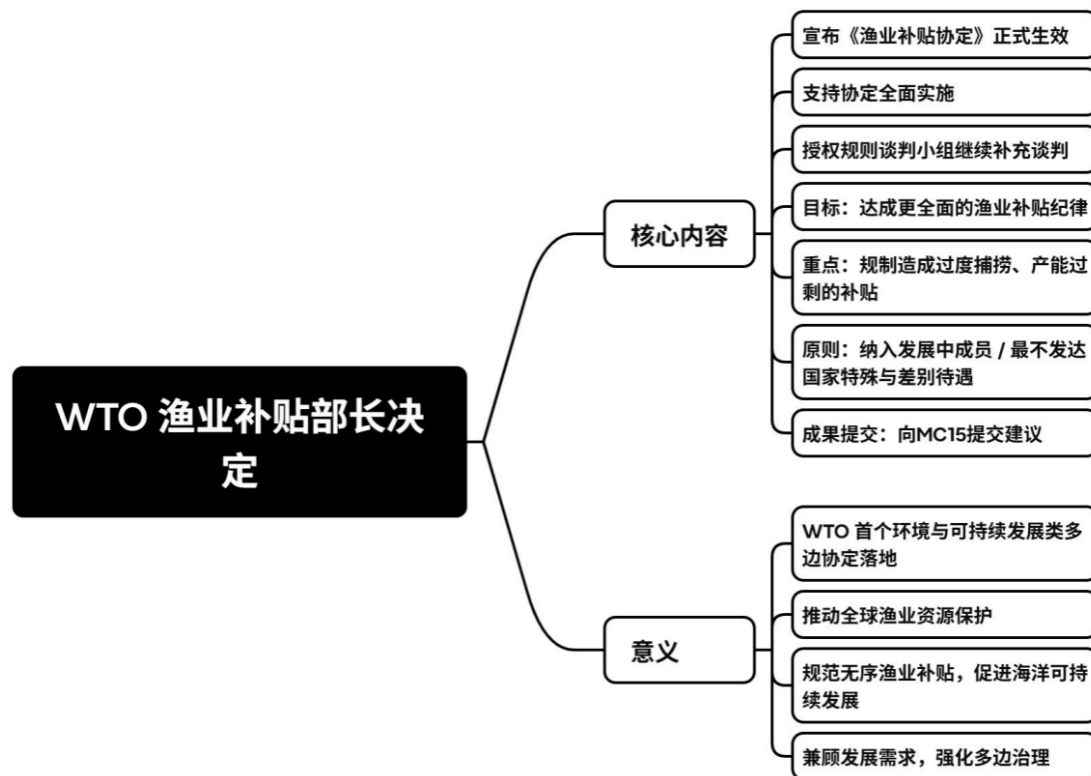 WTO 渔业补贴部长决
定
核心内容
宣布《渔业补贴协定》正式生效
支持协定全面实施
授权规则谈判小组继续补充谈判
目标：达成更全面的渔业补贴纪律
重点：规制造成过度捕捞、产能过
剩的补贴
原则：纳入发展中成员 / 最不发达
国家特殊与差别待遇
成果提交：向MC15提交建议
意义
WTO 首个环境与可持续发展类多
边协定落地
推动全球渔业资源保护
规范无序渔业补贴，促进海洋可持
续发展
兼顾发展需求，强化多边治理